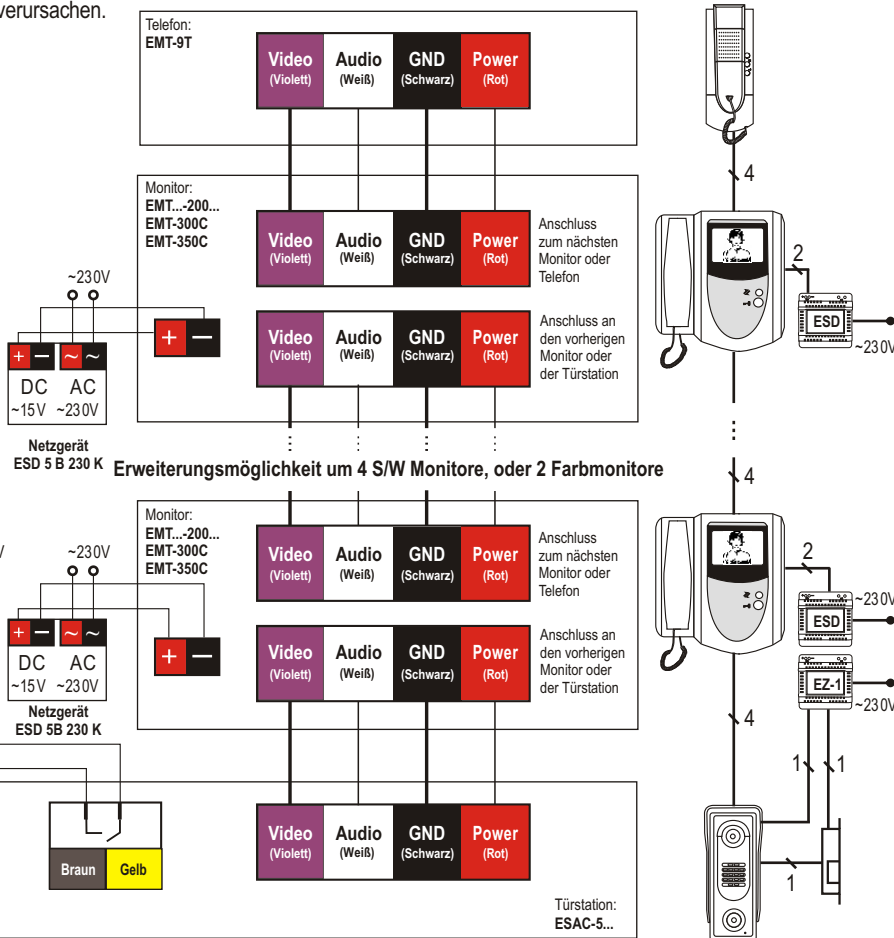 verursachen.
Telefon:
EMT-9T
Video Audio GND Power
(Violett) (Weiß) (Schwarz) (Rot)
4
Monitor:
EMT...-200...
EMT-300C
EMT-350C
Video Audio GND Power
(Violett) (Weiß) (Schwarz) (Rot)
Anschluss
zum nächsten
Monitor oder
Telefon
2
ESD
~230V
~230V
+ −
+ − ~ ~
DC AC
~15V ~230V
Netzgerät
ESD 5 B 230 K
Video Audio GND Power
(Violett) (Weiß) (Schwarz) (Rot)
Anschluss an
den vorherigen
Monitor oder
der Türstation
Erweiterungsmöglichkeit um 4 S/W Monitore, oder 2 Farbmonitore
4
Monitor:
EMT...-200...
EMT-300C
EMT-350C
Video Audio GND Power
(Violett) (Weiß) (Schwarz) (Rot)
Anschluss
zum nächsten
Monitor oder
Telefon
2
~230V
ESD
EZ-1
~230V
~230V
+ −
+ − ~ ~
DC AC
~15V ~230V
Netzgerät
ESD 5B 230 K
Video Audio GND Power
(Violett) (Weiß) (Schwarz) (Rot)
Anschluss an
den vorherigen
Monitor oder
der Türstation
4
1 1
1
Braun Gelb
Video Audio GND Power
(Violett) (Weiß) (Schwarz) (Rot)
Türstation:
ESAC-5...